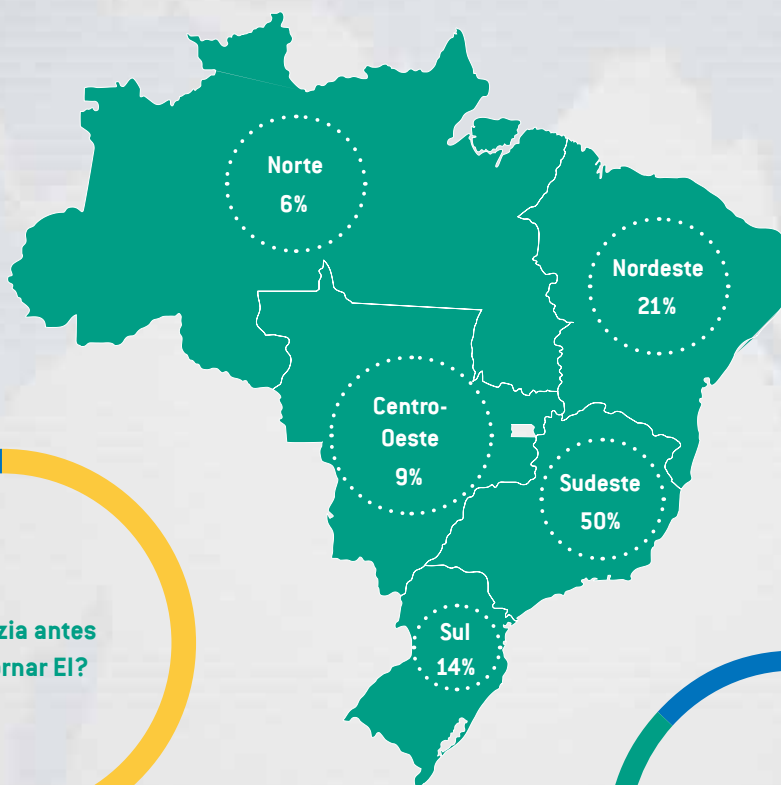 Norte
6%
Nordeste
21%
Centro-
Oeste
9%
Sudeste
50%
Sul
14%
zia antes
rnar EI?